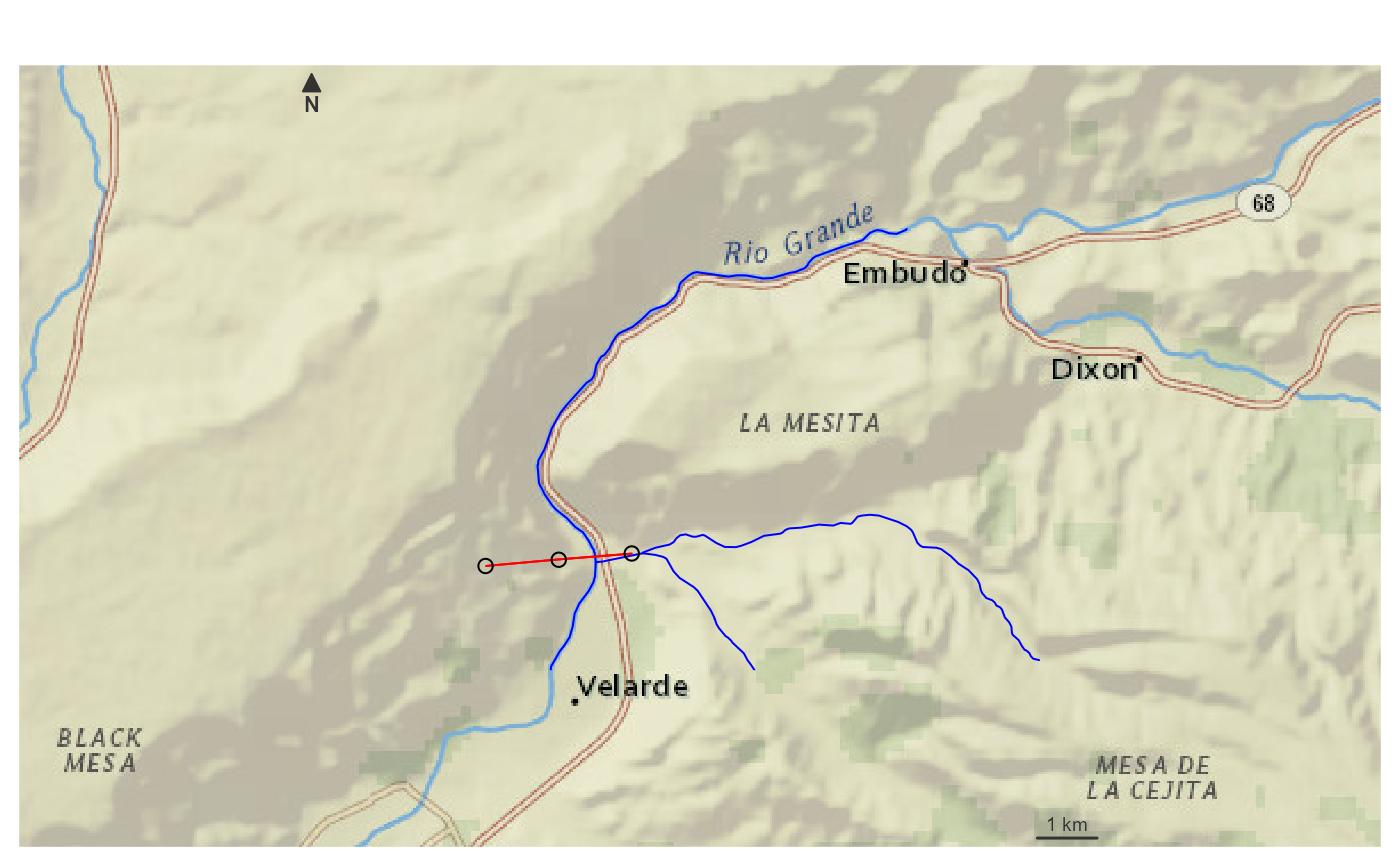 N
68
Rio Grande
Embudo
Dixon
LA MESITA
Velarde
BLACK
MESA
MESA DE
LA CEJITA
1 km